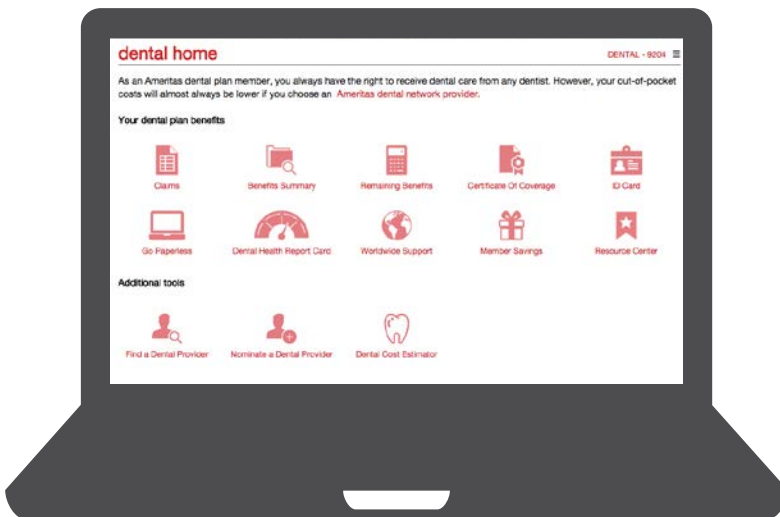 dental home
DENTAL - 9204
As an Ameritas dental plan member, you always have the right to receive dental care from any dentist. However, your out-of-pocket
costs will almost always be lower if you choose an Ameritas dental network provider.
Your dental plan benefits
Claims Benefits Summary Remaining Benefits Certificate Of Coverage ID Card
Go Paperless Dental Health Report Card Worldwide Support Member Savings Resource Center
Additional tools
Find a Dental Provider Nominate a Dental Provider Dental Cost Estimator